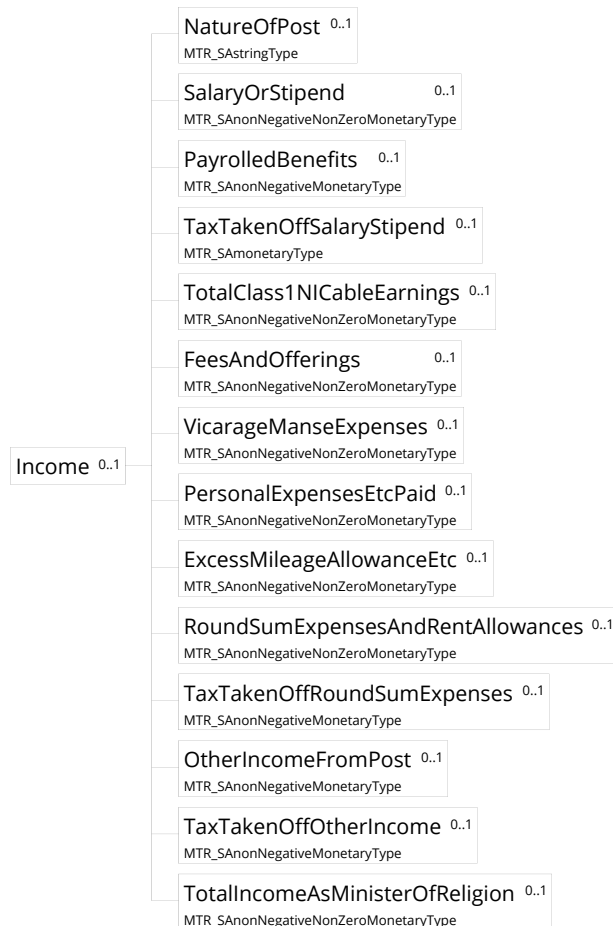 NatureOfPost 0..1
MTR_SAstringType
SalaryOrStipend 0..1
MTR_SAnonNegativeNonZeroMonetaryType
PayrolledBenefits 0..1
MTR_SAnonNegativeMonetaryType
TaxTakenOffSalaryStipend 0..1
MTR_SAmonetaryType
TotalClass1NICableEarnings 0..1
MTR_SAnonNegativeNonZeroMonetaryType
FeesAndOfferings 0..1
MTR_SAnonNegativeNonZeroMonetaryType
VicarageManseExpenses 0..1
MTR_SAnonNegativeNonZeroMonetaryType
Income 0..1
PersonalExpensesEtcPaid 0..1
MTR_SAnonNegativeNonZeroMonetaryType
ExcessMileageAllowanceEtc 0..1
MTR_SAnonNegativeNonZeroMonetaryType
RoundSumExpensesAndRentAllowances 0..1
MTR_SAnonNegativeNonZeroMonetaryType
TaxTakenOffRoundSumExpenses 0..1
MTR_SAnonNegativeMonetaryType
OtherIncomeFromPost 0..1
MTR_SAnonNegativeMonetaryType
TaxTakenOffOtherIncome 0..1
MTR_SAnonNegativeMonetaryType
TotalIncomeAsMinisterOfReligion 0..1
MTR_SAnonNegativeNonZeroMonetaryType